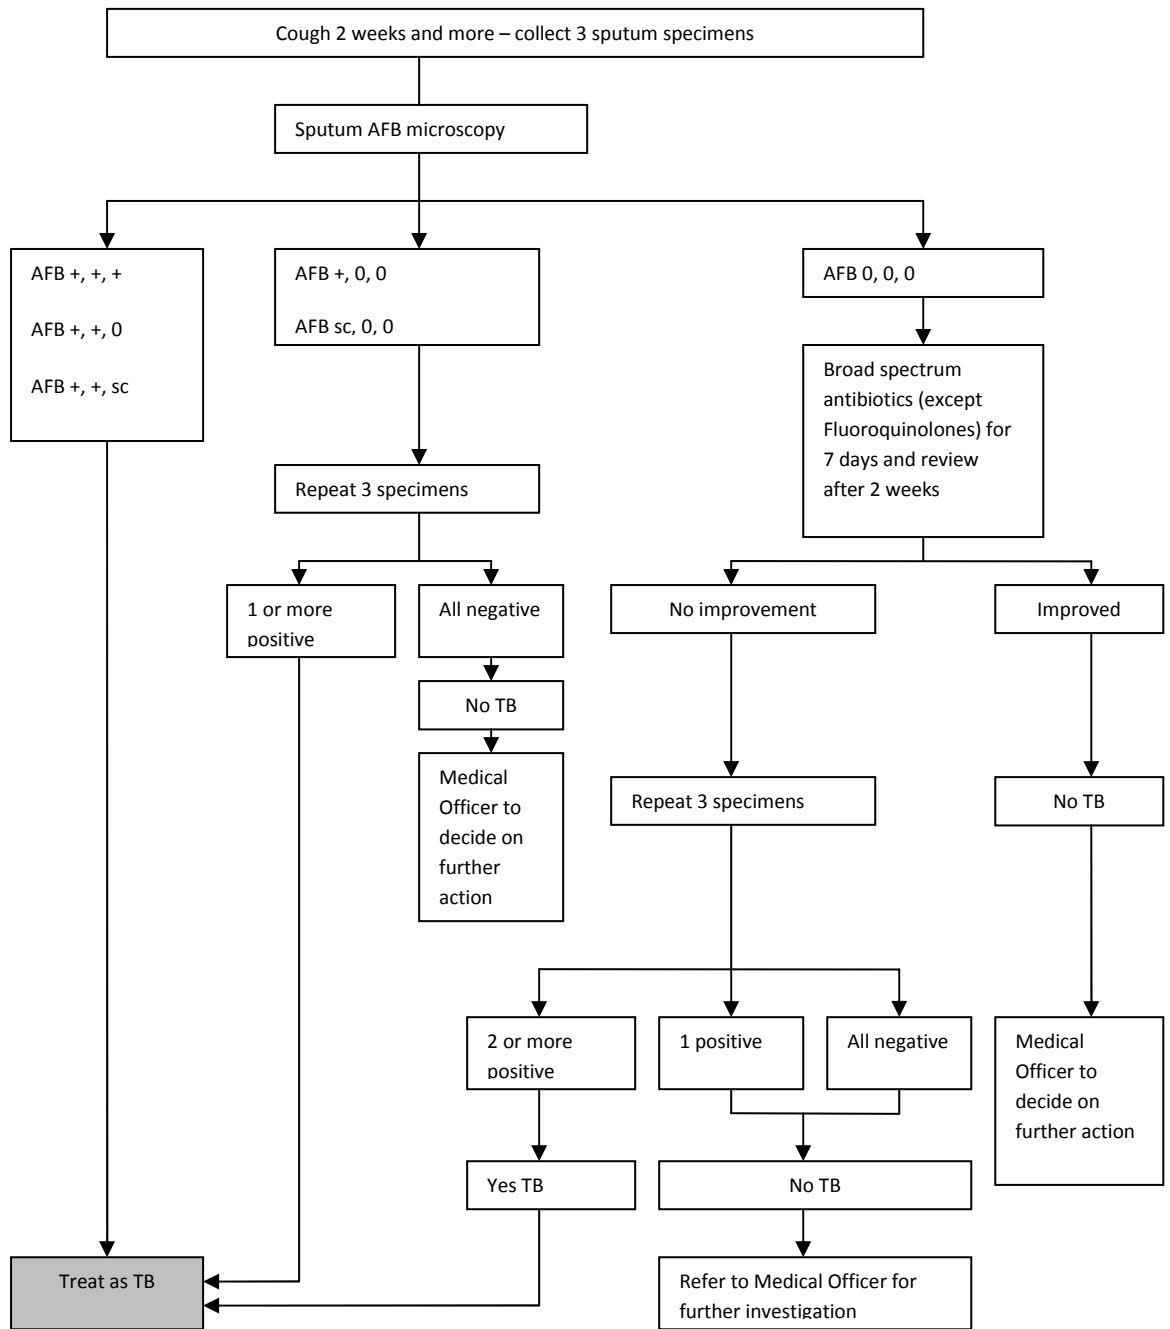 Cough 2 weeks and more – collect 3 sputum specimens
Sputum AFB microscopy
AFB +, +, +
AFB +, +, 0
AFB +, +, sc
AFB +, 0, 0
AFB sc, 0, 0
AFB 0, 0, 0
Broad spectrum
antibiotics (except
Fluoroquinolones) for
7 days and review
after 2 weeks
Repeat 3 specimens
1 or more
positive
All negative
No improvement
Improved
No TB
Medical
Officer to
decide on
further
action
Repeat 3 specimens
No TB
2 or more
positive
1 positive
All negative
Medical
Officer to
decide on
further action
Yes TB
No TB
Treat as TB
Refer to Medical Officer for
further investigation